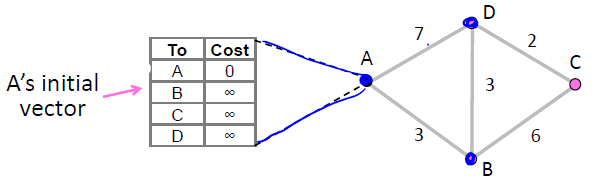 A's initial
vector
To Cost
A 0
B ∞
C ∞
D ∞
A
7
D
2
C
3
3
6
B